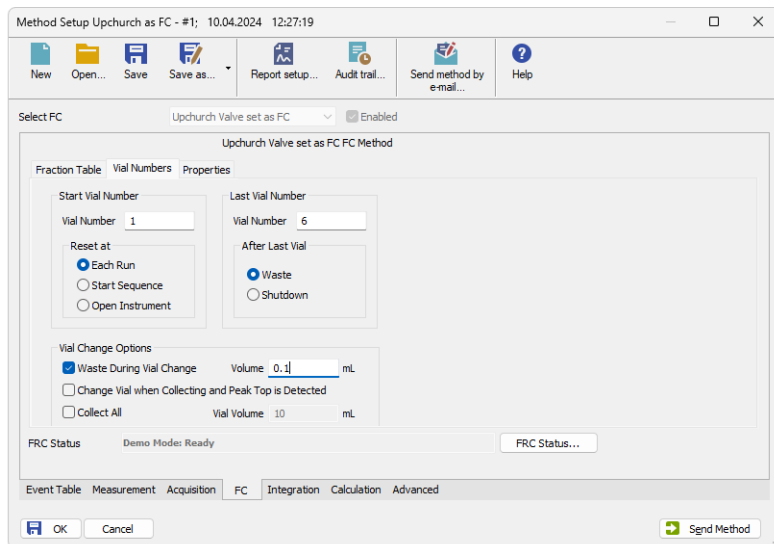 Method Setup Upchurch as FC - #1;   10.04.2024   12:27:19
New Open... Save Save as... Report setup... Audit trail... Send method by e-mail... Help
Select FC Upchurch Valve set as FC Enabled
Upchurch Valve set as FC FC Method
Fraction Table Vial Numbers Properties
Start Vial Number
Vial Number 1
Reset at
Each Run
Start Sequence
Open Instrument
Last Vial Number
Vial Number 6
After Last Vial
Waste
Shutdown
Vial Change Options
Waste During Vial Change Volume 0.1 mL
Change Vial when Collecting and Peak Top is Detected
Collect All Vial Volume 10 mL
FRC Status Demo Mode: Ready FRC Status...
Event Table Measurement Acquisition FC Integration Calculation Advanced
OK Cancel Send Method